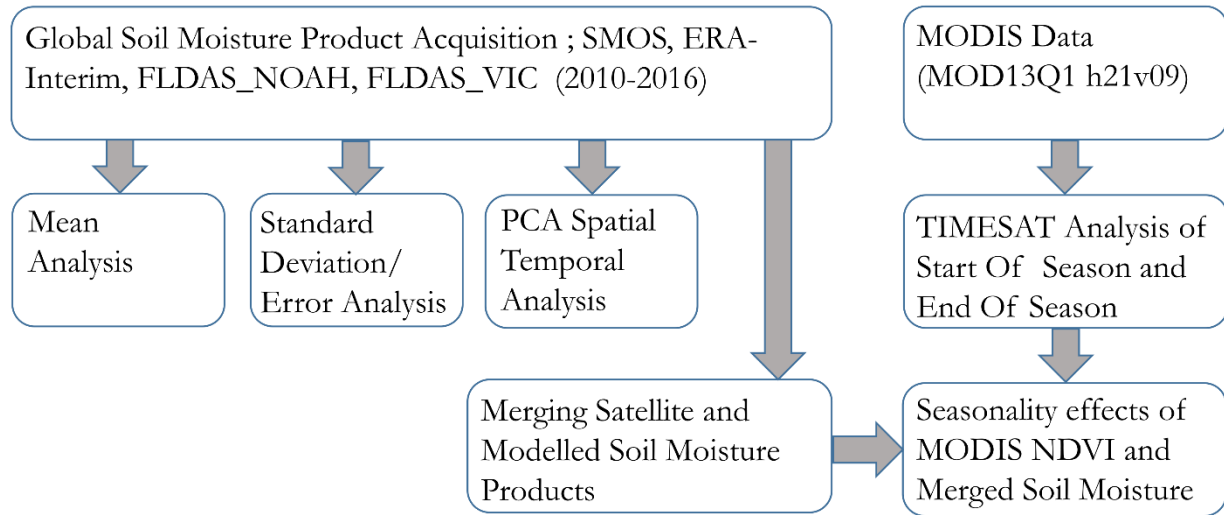 Global Soil Moisture Product Acquisition ; SMOS, ERA-
Interim, FLDAS_NOAH, FLDAS_VIC (2010-2016)
MODIS Data
(MOD13Q1 h21v09)
Mean
Analysis
Standard
Deviation/
Error Analysis
PCA Spatial
Temporal
Analysis
TIMESAT Analysis of
Start Of Season and
End Of Season
Merging Satellite and
Modelled Soil Moisture
Products
Seasonality effects of
MODIS NDVI and
Merged Soil Moisture